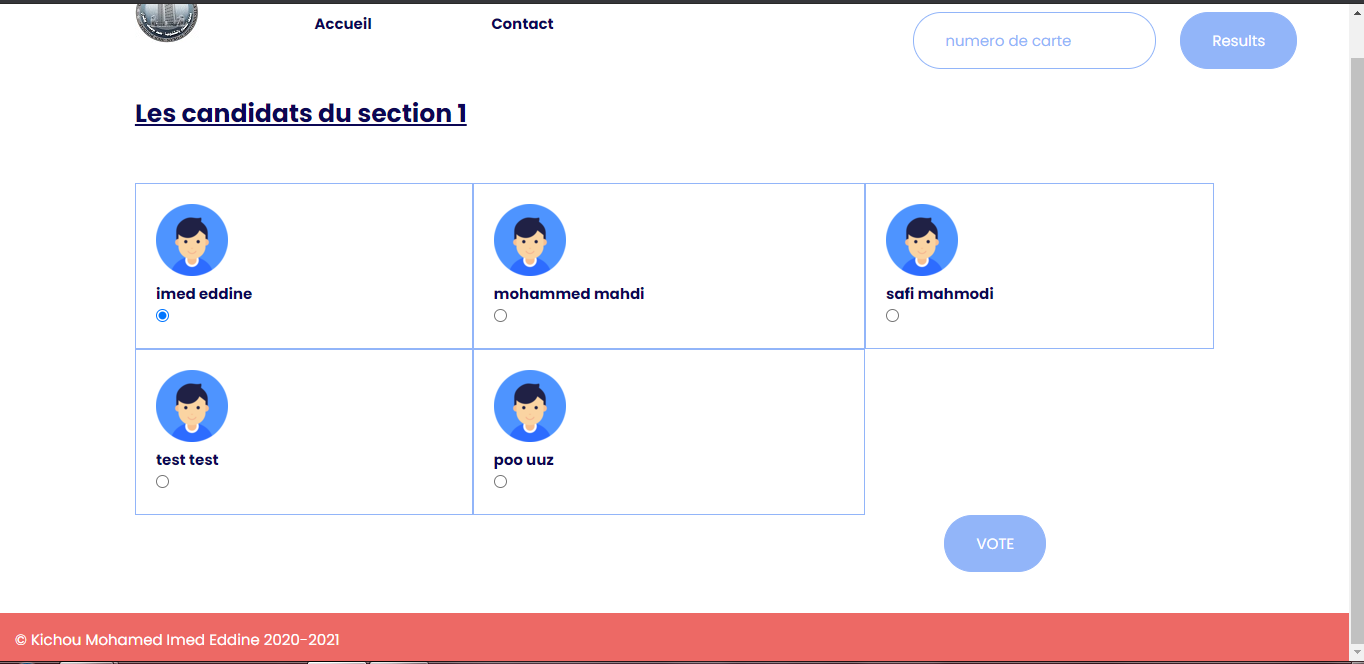 Accueil
Contact
numero de carte
Results
Les candidats du section 1
imed eddine
mohammed mahdi
safi mahmodi
test test
poo uuz
VOTE
© Kichou Mohamed Imed Eddine 2020-2021